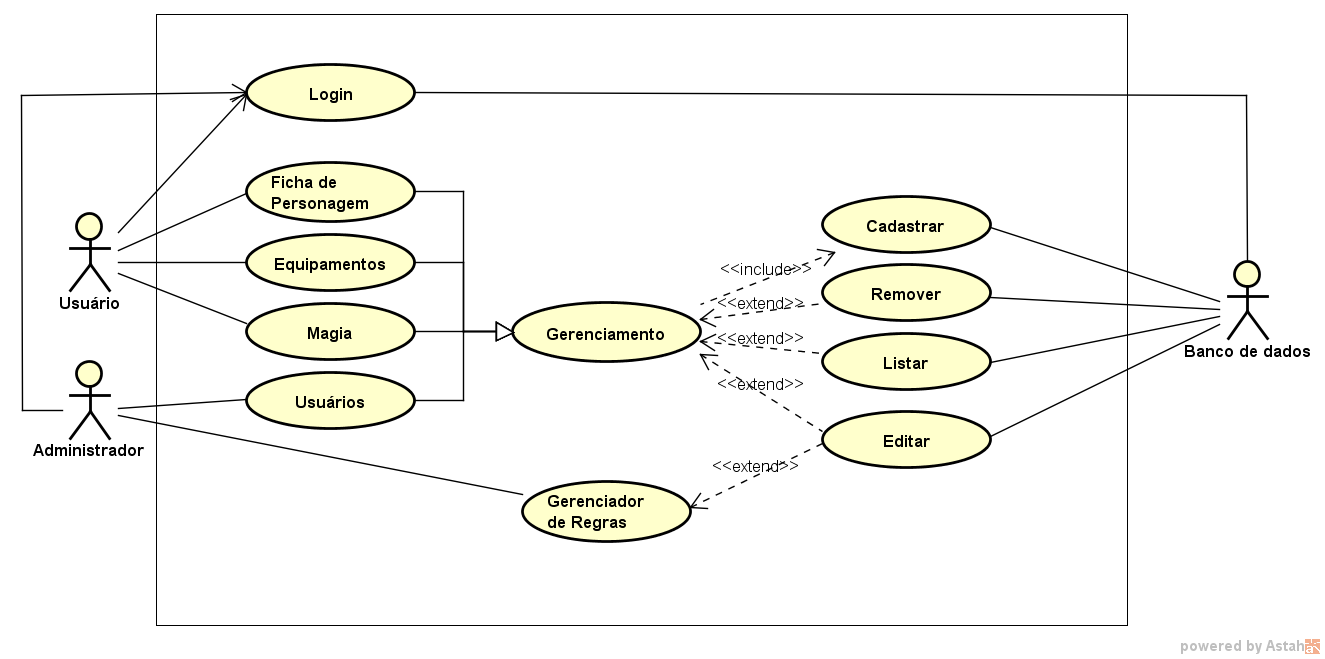 Login
Ficha de
Personagem
Equipamentos
Magia
Usuários
Usuário
Administrador
Gerenciamento
Gerenciador
de Regras
<<include>>
<<extend>>
<<extend>>
<<extend>>
<<extend>>
Cadastrar
Remover
Listar
Editar
Banco de dados
powered by Astah